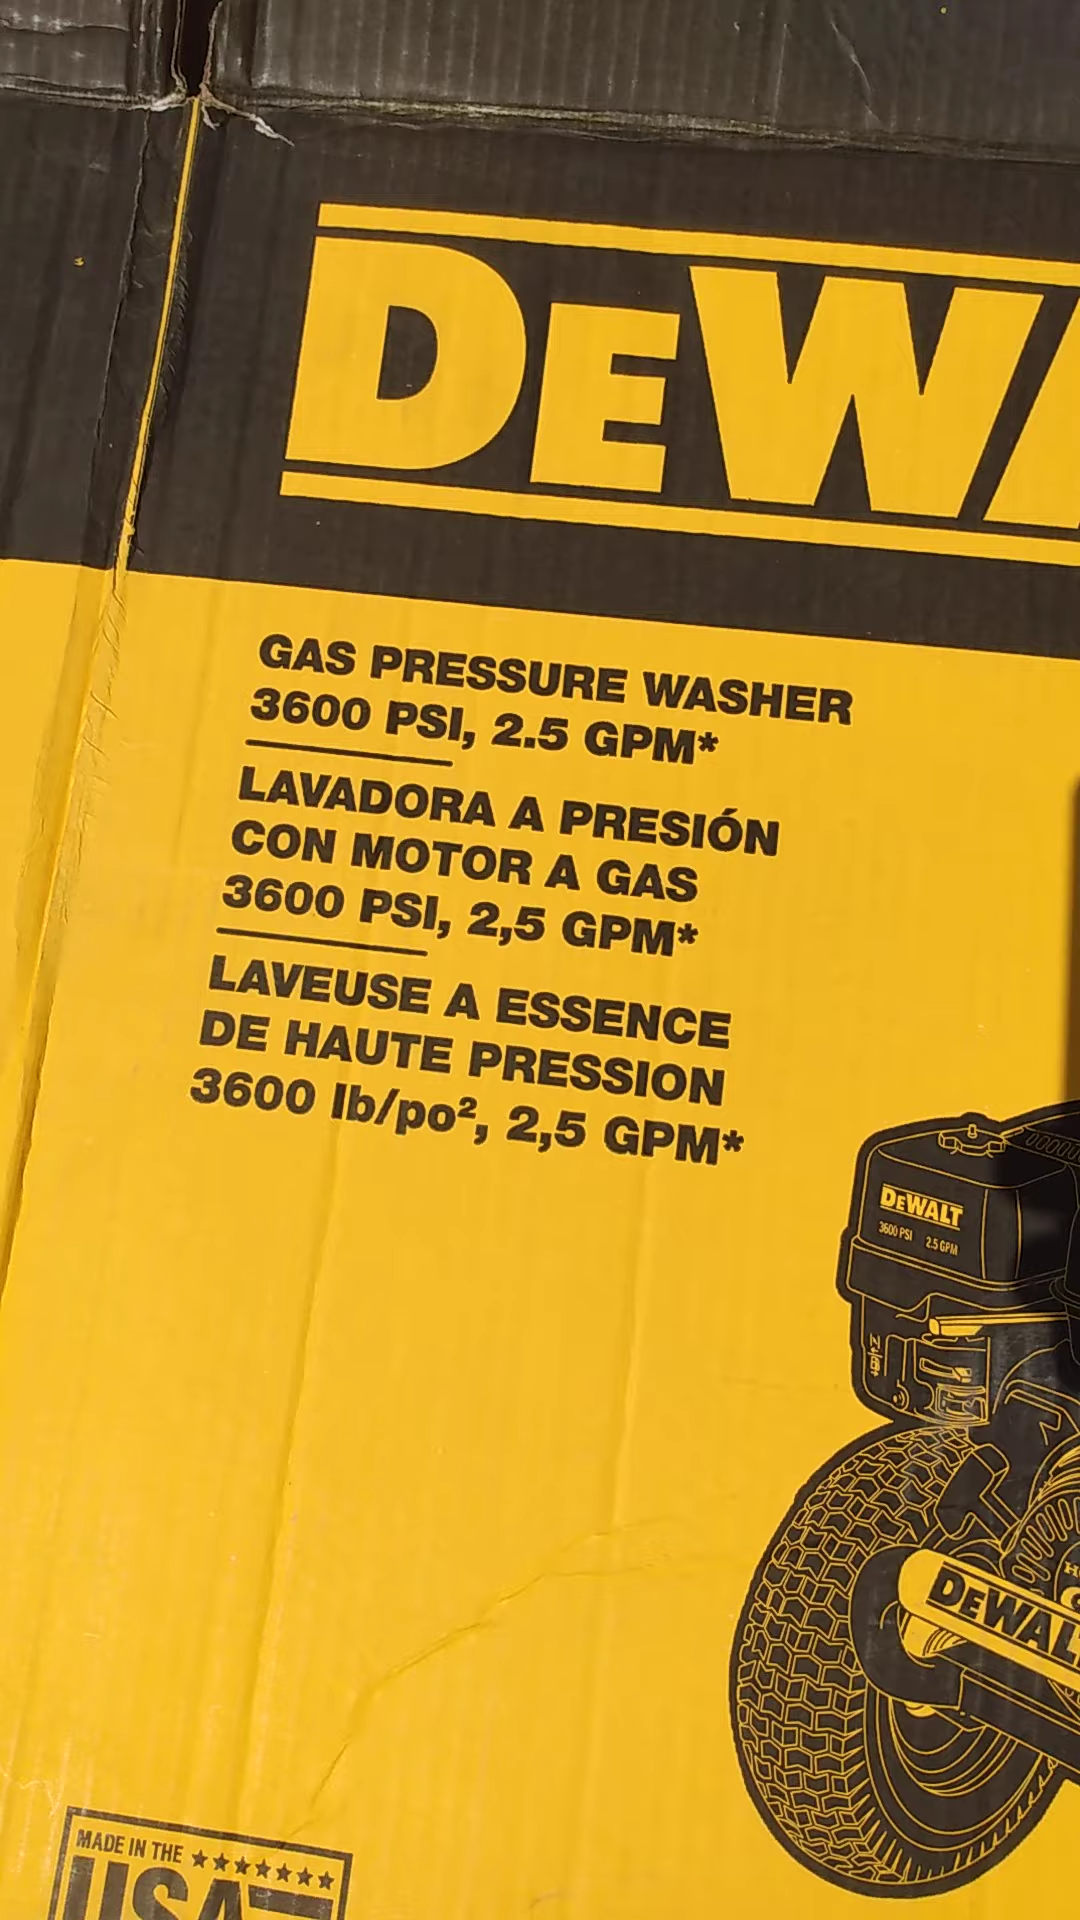 DEWA
GAS PRESSURE WASHER
3600 PSI, 2.5 GPM*
LAVADORA A PRESIÓN
CON MOTOR A GAS
3600 PSI, 2,5 GPM*
LAVEUSE A ESSENCE
DE HAUTE PRESSION
3600 lb/po², 2,5 GPM*
DEWALT
3600 PSI 2.5 GPM
DEWALT
MADE IN THE
USA